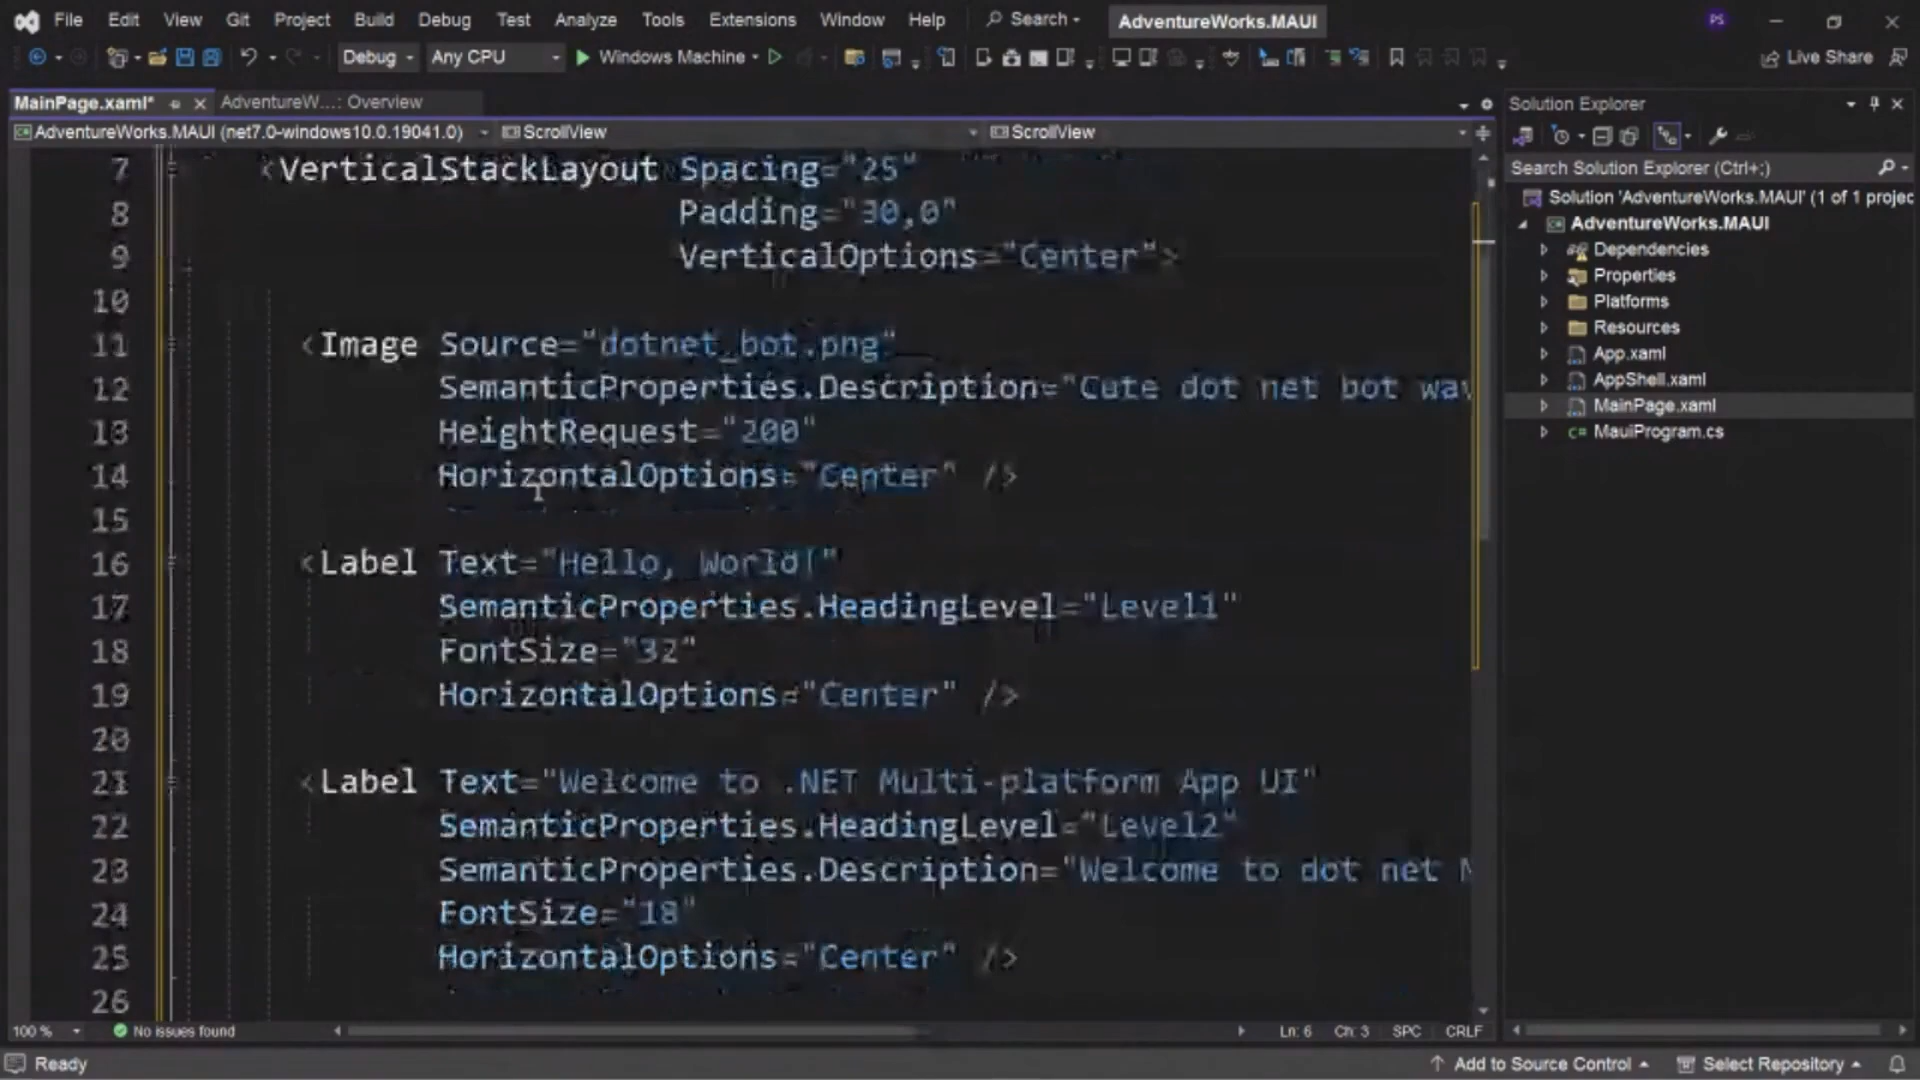 File Edit View Git Project Build Debug Test Analyze Tools Extensions Window Help Search AdventureWorks.MAUI PS
Debug Any CPU Windows Machine Live Share
MainPage.xaml* AdventureW...: Overview
AdventureWorks.MAUI (net7.0-windows10.0.19041.0) ScrollView ScrollView
7 <VerticalStackLayout Spacing="25"
8 Padding="30,0"
9 VerticalOptions="Center">
10
11 <Image Source="dotnet_bot.png"
12 SemanticProperties.Description="Cute dot net bot wav
13 HeightRequest="200"
14 HorizontalOptions="Center" />
15
16 <Label Text="Hello, World!"
17 SemanticProperties.HeadingLevel="Level1"
18 FontSize="32"
19 HorizontalOptions="Center" />
20
21 <Label Text="Welcome to .NET Multi-platform App UI"
22 SemanticProperties.HeadingLevel="Level2"
23 SemanticProperties.Description="Welcome to dot net M
24 FontSize="18"
25 HorizontalOptions="Center" />
26
100 % No issues found Ln: 6 Ch: 3 SPC CRLF
Solution Explorer
Search Solution Explorer (Ctrl+;)
Solution 'AdventureWorks.MAUI' (1 of 1 projec
AdventureWorks.MAUI
Dependencies
Properties
Platforms
Resources
App.xaml
AppShell.xaml
MainPage.xaml
C# MauiProgram.cs
Ready Add to Source Control Select Repository